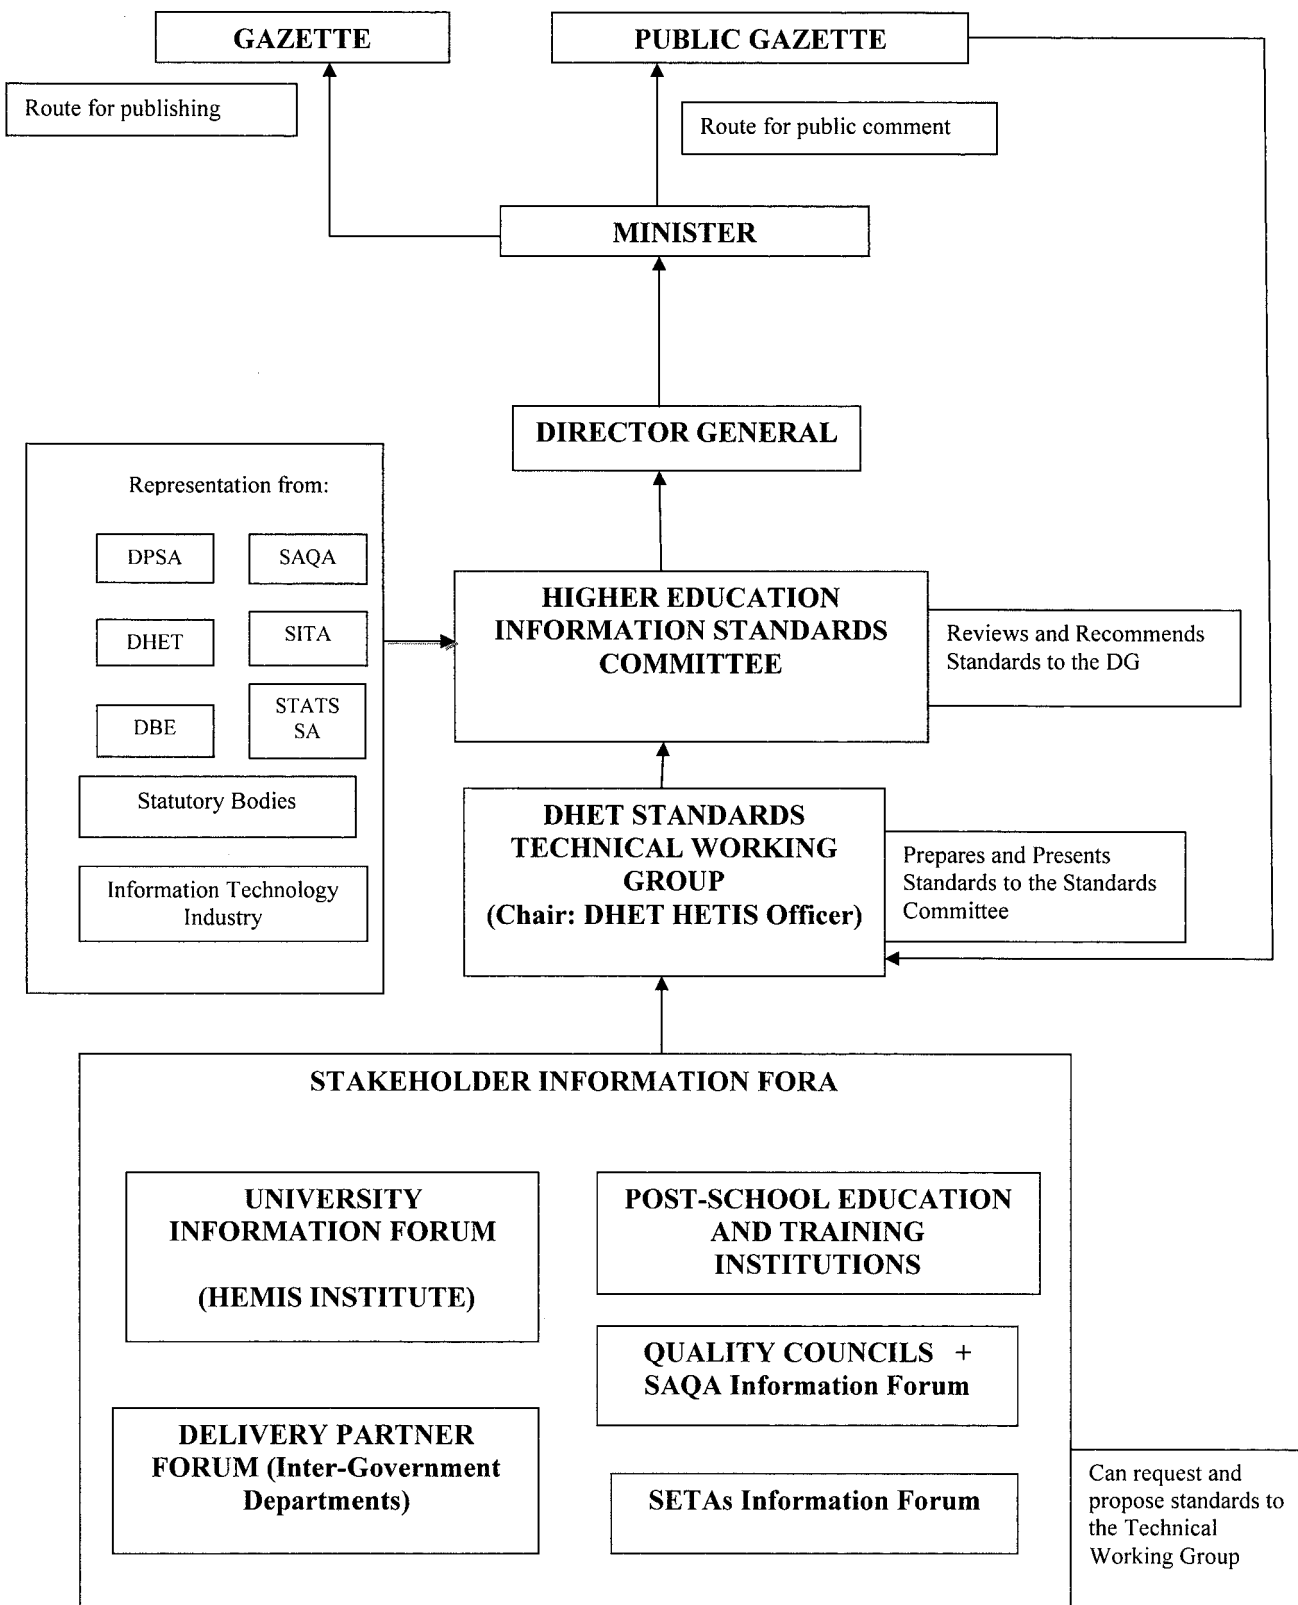 GAZETTE
PUBLIC GAZETTE
Route for publishing
Route for public comment
MINISTER
DIRECTOR GENERAL
Representation from:
DPSA
SAQA
DHET
SITA
DBE
STATS
SA
Statutory Bodies
Information Technology
Industry
HIGHER EDUCATION
INFORMATION STANDARDS
COMMITTEE
Reviews and Recommends
Standards to the DG
DHET STANDARDS
TECHNICAL WORKING
GROUP
(Chair: DHET HETIS Officer)
Prepares and Presents
Standards to the Standards
Committee
STAKEHOLDER INFORMATION FORA
UNIVERSITY
INFORMATION FORUM
(HEMIS INSTITUTE)
POST-SCHOOL EDUCATION
AND TRAINING
INSTITUTIONS
QUALITY COUNCILS +
SAQA Information Forum
DELIVERY PARTNER
FORUM (Inter-Government
Departments)
SETAs Information Forum
Can request and
propose standards to
the Technical
Working Group